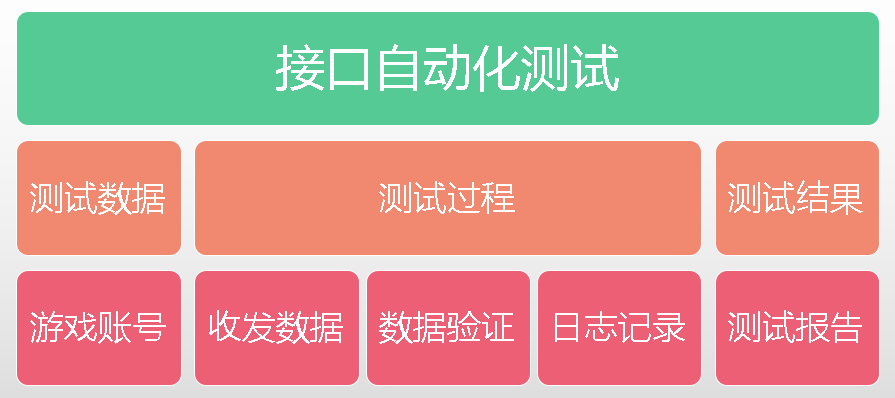 接口自动化测试
测试数据
测试过程
测试结果
游戏账号
收发数据
数据验证
日志记录
测试报告